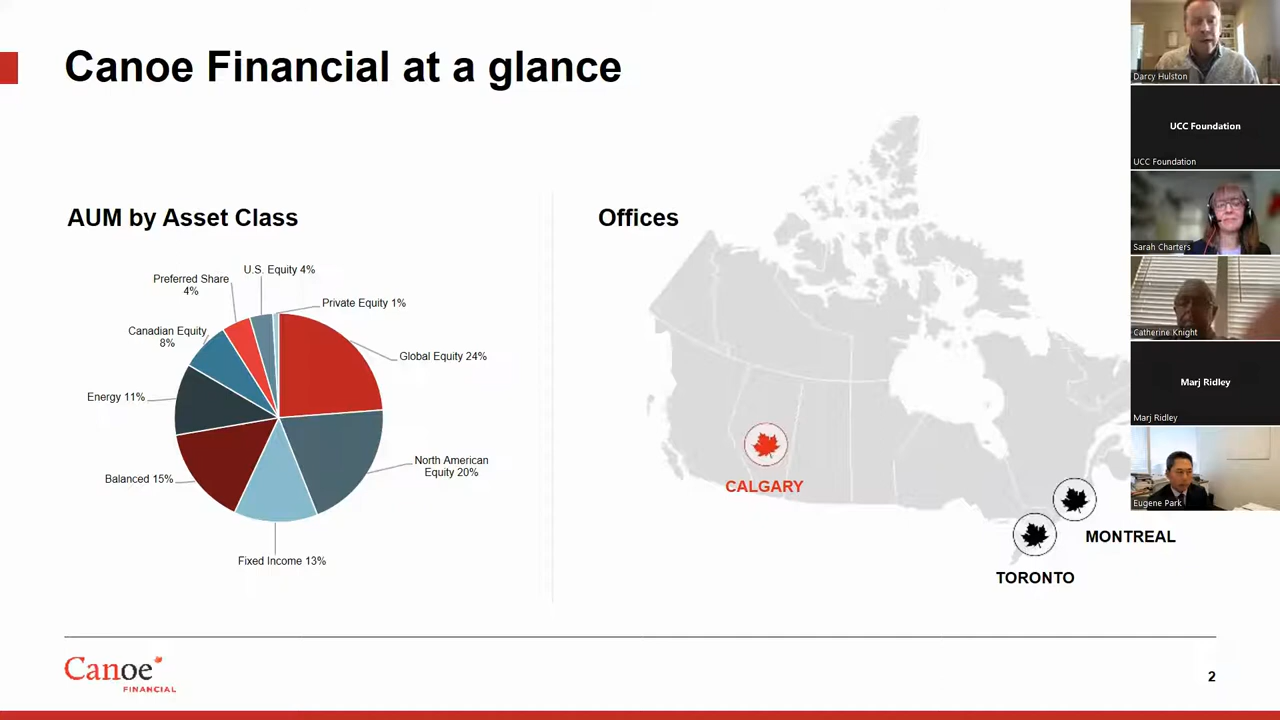 Canoe Financial at a glance
AUM by Asset Class
U.S. Equity 4%
Preferred Share
4%
Private Equity 1%
Canadian Equity
8%
Global Equity 24%
Energy 11%
North American
Equity 20%
Balanced 15%
Fixed Income 13%
Offices
CALGARY
MONTREAL
TORONTO
Canoe
FINANCIAL
2
Darcy Hulston
UCC Foundation
UCC Foundation
Sarah Charters
Catherine Knight
Marj Ridley
Marj Ridley
Eugene Park